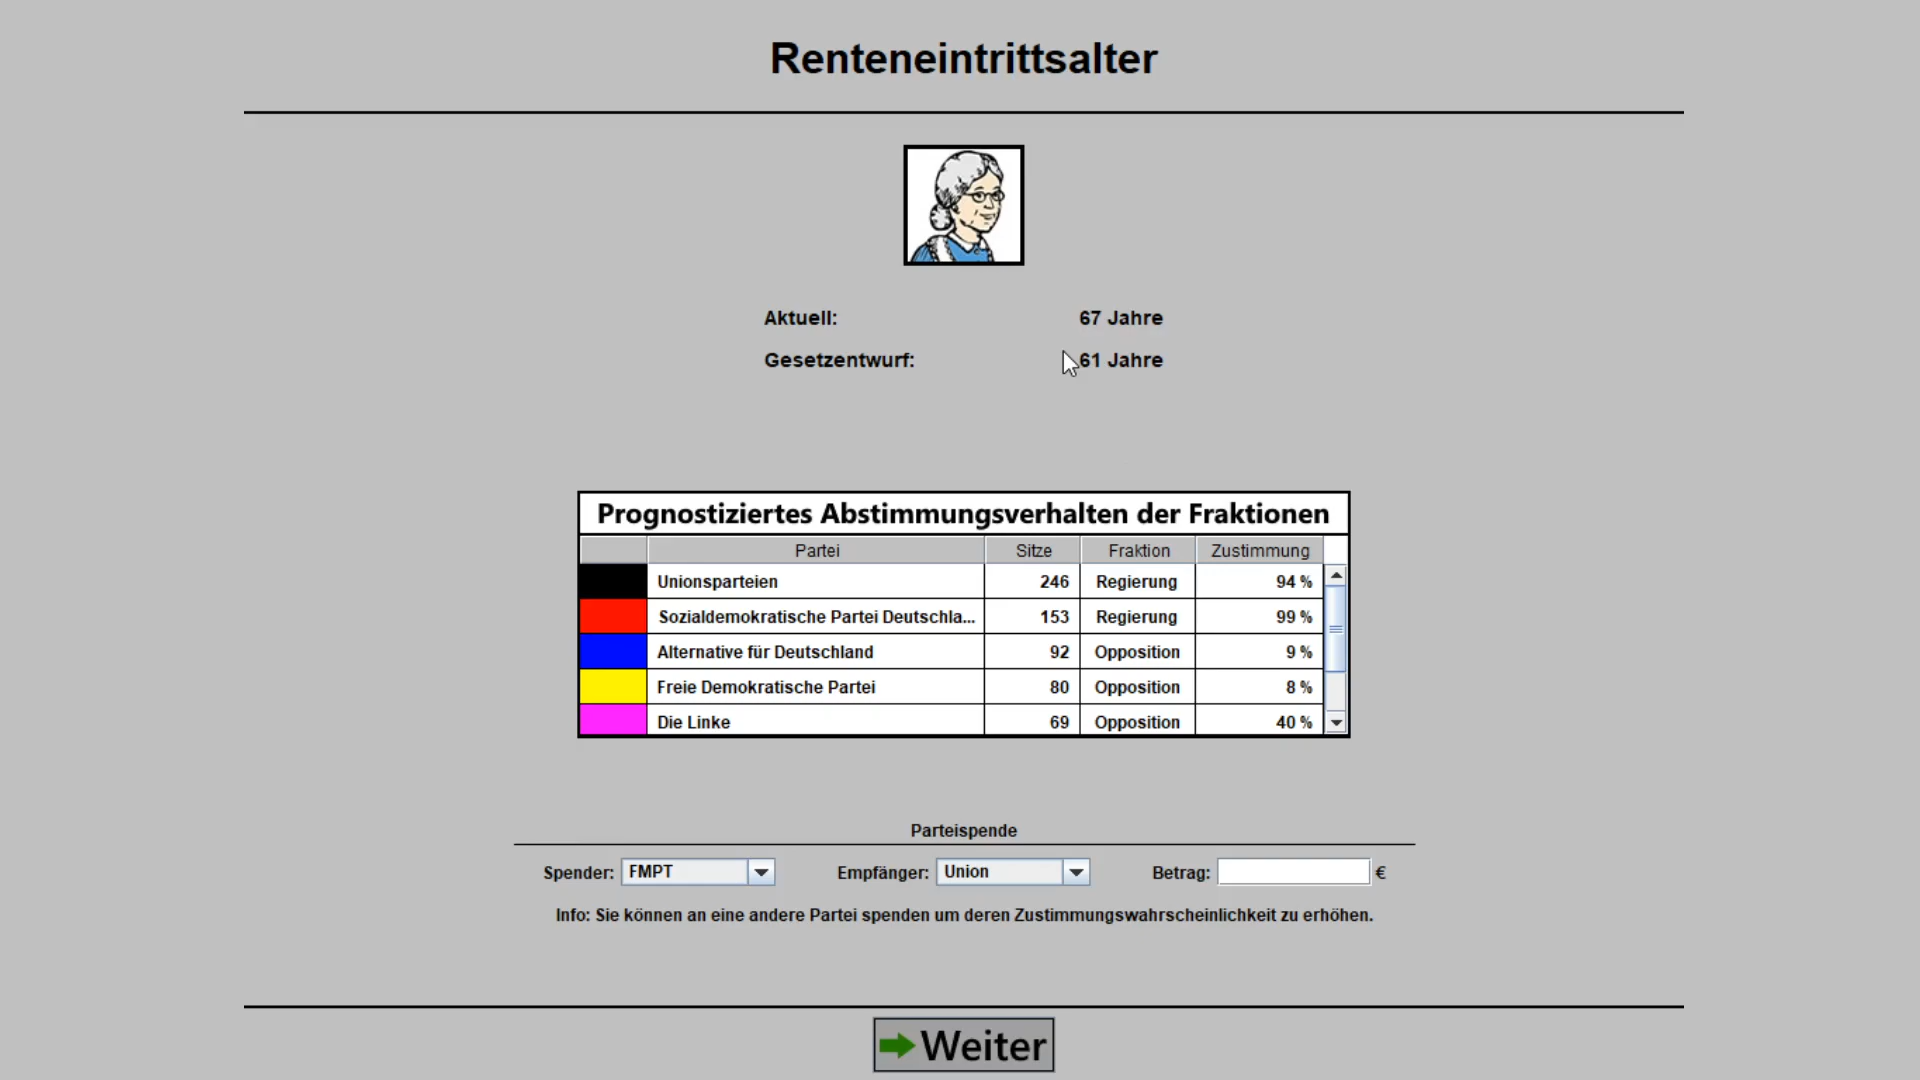 Renteneintrittsalter
Aktuell: 67 Jahre
Gesetzentwurf: 61 Jahre
Prognostiziertes Abstimmungsverhalten der Fraktionen
Partei Sitze Fraktion Zustimmung
Unionsparteien 246 Regierung 94 %
Sozialdemokratische Partei Deutschla... 153 Regierung 99 %
Alternative für Deutschland 92 Opposition 9 %
Freie Demokratische Partei 80 Opposition 8 %
Die Linke 69 Opposition 40 %
Parteispende
Spender: FMPT Empfänger: Union Betrag: €
Info: Sie können an eine andere Partei spenden um deren Zustimmungswahrscheinlichkeit zu erhöhen.
Weiter